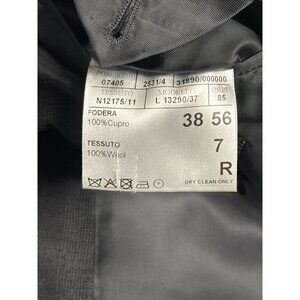 POSIZIONE
07405 2531/4 31890/000000
TESSUTO MODELLO CAPI
N12175/11 L 13290/37 85
FODERA
100%Cupro
38 56
TESSUTO
100%Wool
7
R
DRY CLEAN ONLY